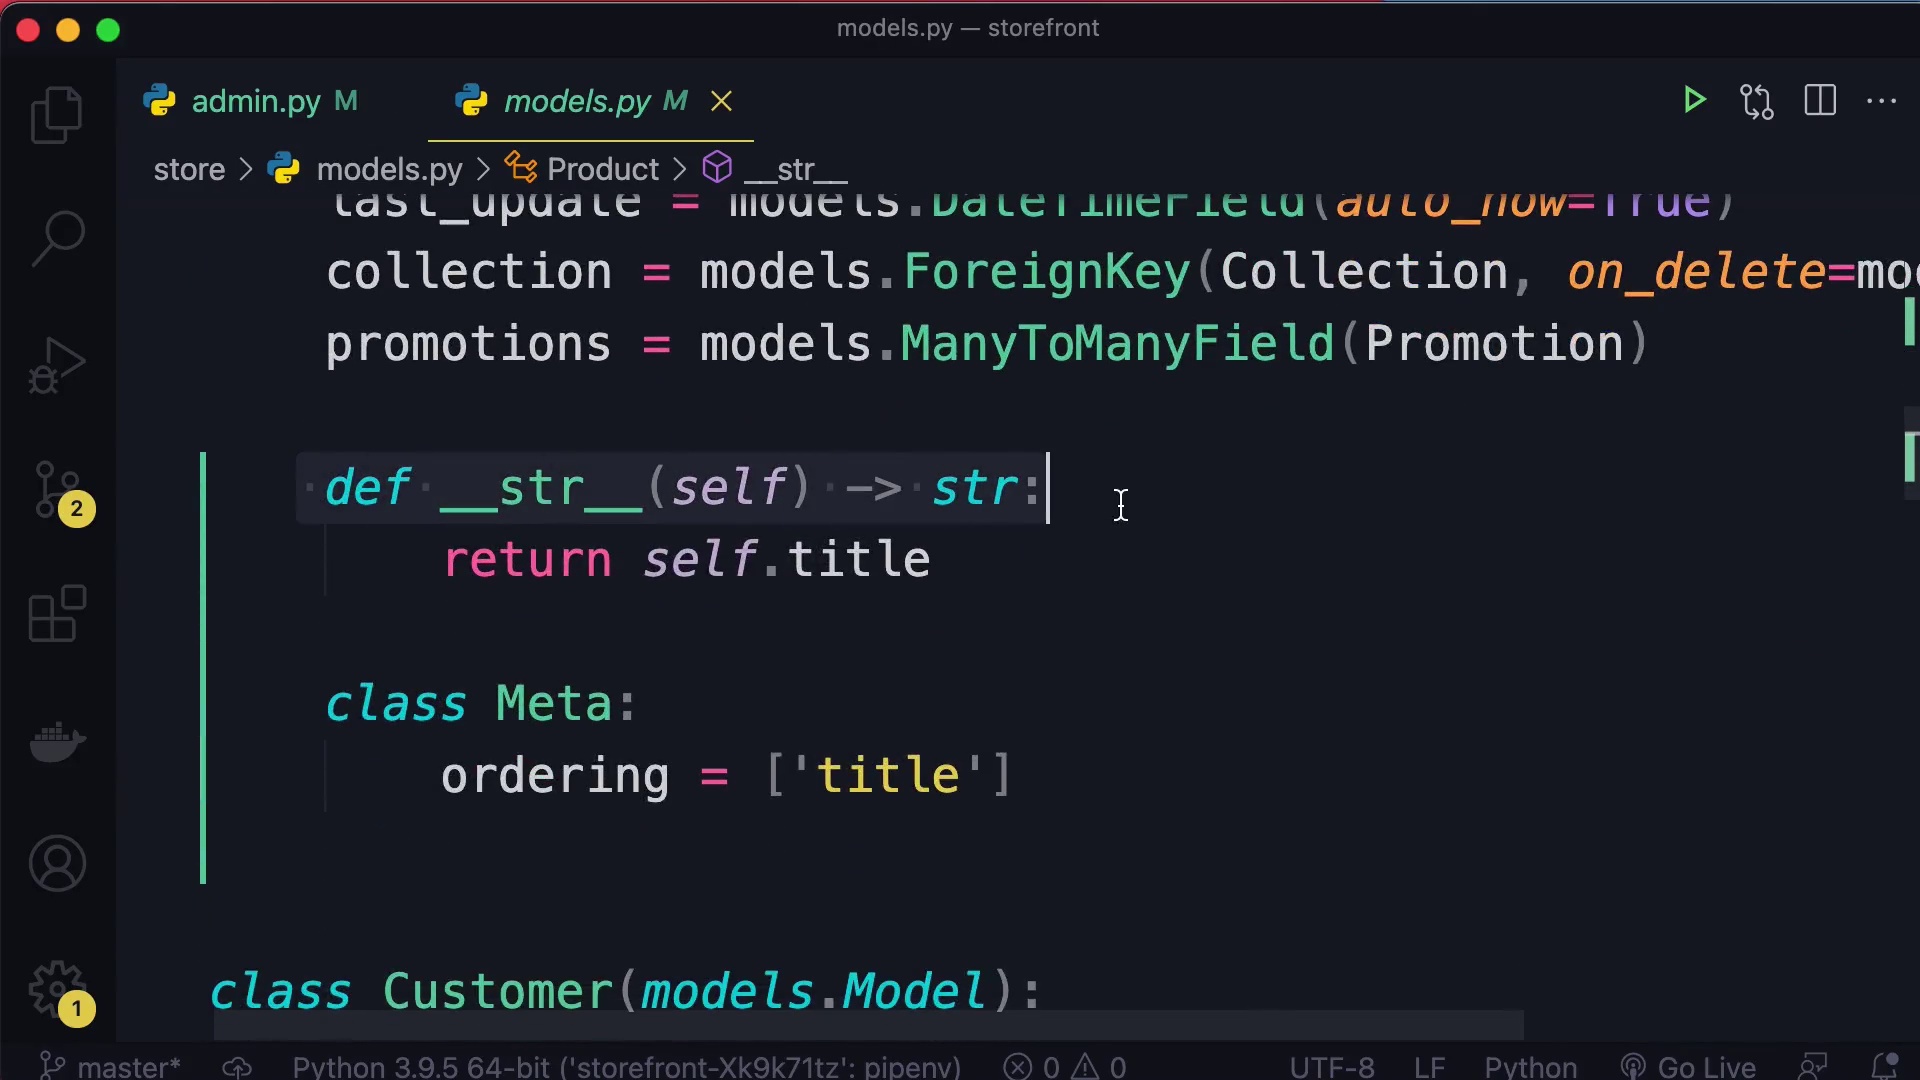 models.py — storefront
admin.py M models.py M
store > models.py > Product > __str__
last_update = models.DateTimeField(auto_now=True)
collection = models.ForeignKey(Collection, on_delete=mo
promotions = models.ManyToManyField(Promotion)
def __str__(self) -> str:
return self.title
class Meta:
ordering = ['title']
class Customer(models.Model):
2
1
master* Python 3.9.5 64-bit ('storefront-Xk9k71tz': pipenv) 0 0 UTF-8 LF Python Go Live